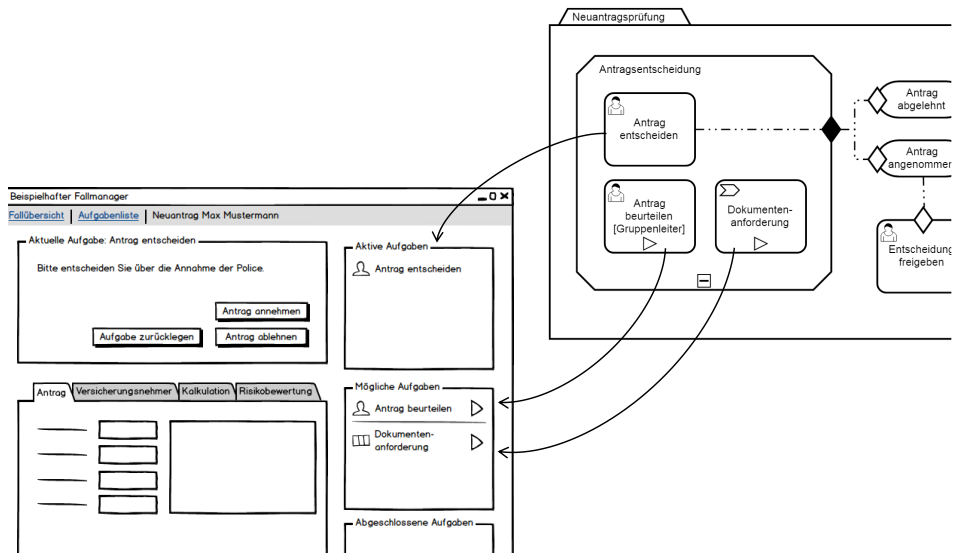 Neuantragsprüfung
Antragsentscheidung
Antrag
entscheiden
Antrag
beurteilen
[Gruppenleiter]
Dokumenten-
anforderung
Antrag
abgelehnt
Antrag
angenommen
Entscheidung
freigeben
Beispielhafter Fallmanager
Fallübersicht Aufgabenliste Neuantrag Max Mustermann
Aktuelle Aufgabe: Antrag entscheiden
Bitte entscheiden Sie über die Annahme der Police.
Antrag annehmen
Aufgabe zurücklegen Antrag ablehnen
Aktive Aufgaben
Antrag entscheiden
Antrag Versicherungsnehmer Kalkulation Risikobewertung
Mögliche Aufgaben
Antrag beurteilen
Dokumenten-
anforderung
Abgeschlossene Aufgaben